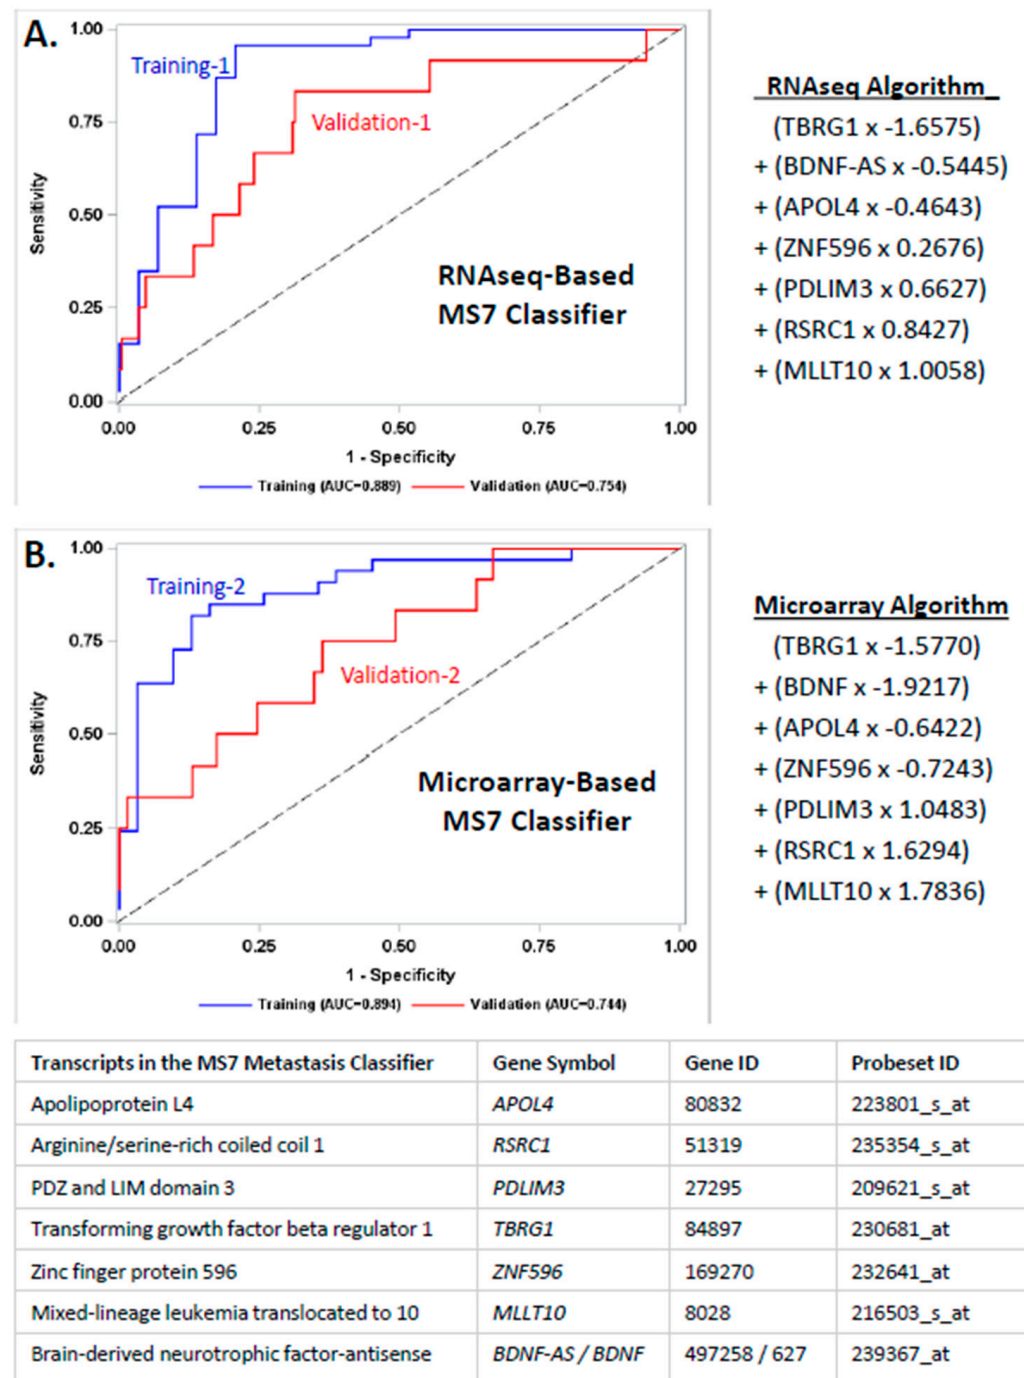 A.
1.00
Training-1
0.75
Validation-1
0.50
Sensitivity
RNAseq-Based
MS7 Classifier
0.25
0.00
0.00 0.25 0.50 0.75 1.00
1 - Specificity
Training (AUC=0.889) Validation (AUC=0.754)
RNAseq Algorithm_
(TBRG1 x -1.6575)
+ (BDNF-AS x -0.5445)
+ (APOL4 x -0.4643)
+ (ZNF596 x 0.2676)
+ (PDLIM3 x 0.6627)
+ (RSRC1 x 0.8427)
+ (MLLT10 x 1.0058)
B.
1.00
Training-2
0.75
Validation-2
0.50
Sensitivity
Microarray-Based
MS7 Classifier
0.25
0.00
0.00 0.25 0.50 0.75 1.00
1 - Specificity
Training (AUC=0.894) Validation (AUC=0.744)
Microarray Algorithm
(TBRG1 x -1.5770)
+ (BDNF x -1.9217)
+ (APOL4 x -0.6422)
+ (ZNF596 x -0.7243)
+ (PDLIM3 x 1.0483)
+ (RSRC1 x 1.6294)
+ (MLLT10 x 1.7836)
Transcripts in the MS7 Metastasis Classifier Gene Symbol Gene ID Probeset ID
Apolipoprotein L4 APOL4 80832 223801_s_at
Arginine/serine-rich coiled coil 1 RSRC1 51319 235354_s_at
PDZ and LIM domain 3 PDLIM3 27295 209621_s_at
Transforming growth factor beta regulator 1 TBRG1 84897 230681_at
Zinc finger protein 596 ZNF596 169270 232641_at
Mixed-lineage leukemia translocated to 10 MLLT10 8028 216503_s_at
Brain-derived neurotrophic factor-antisense BDNF-AS / BDNF 497258 / 627 239367_at